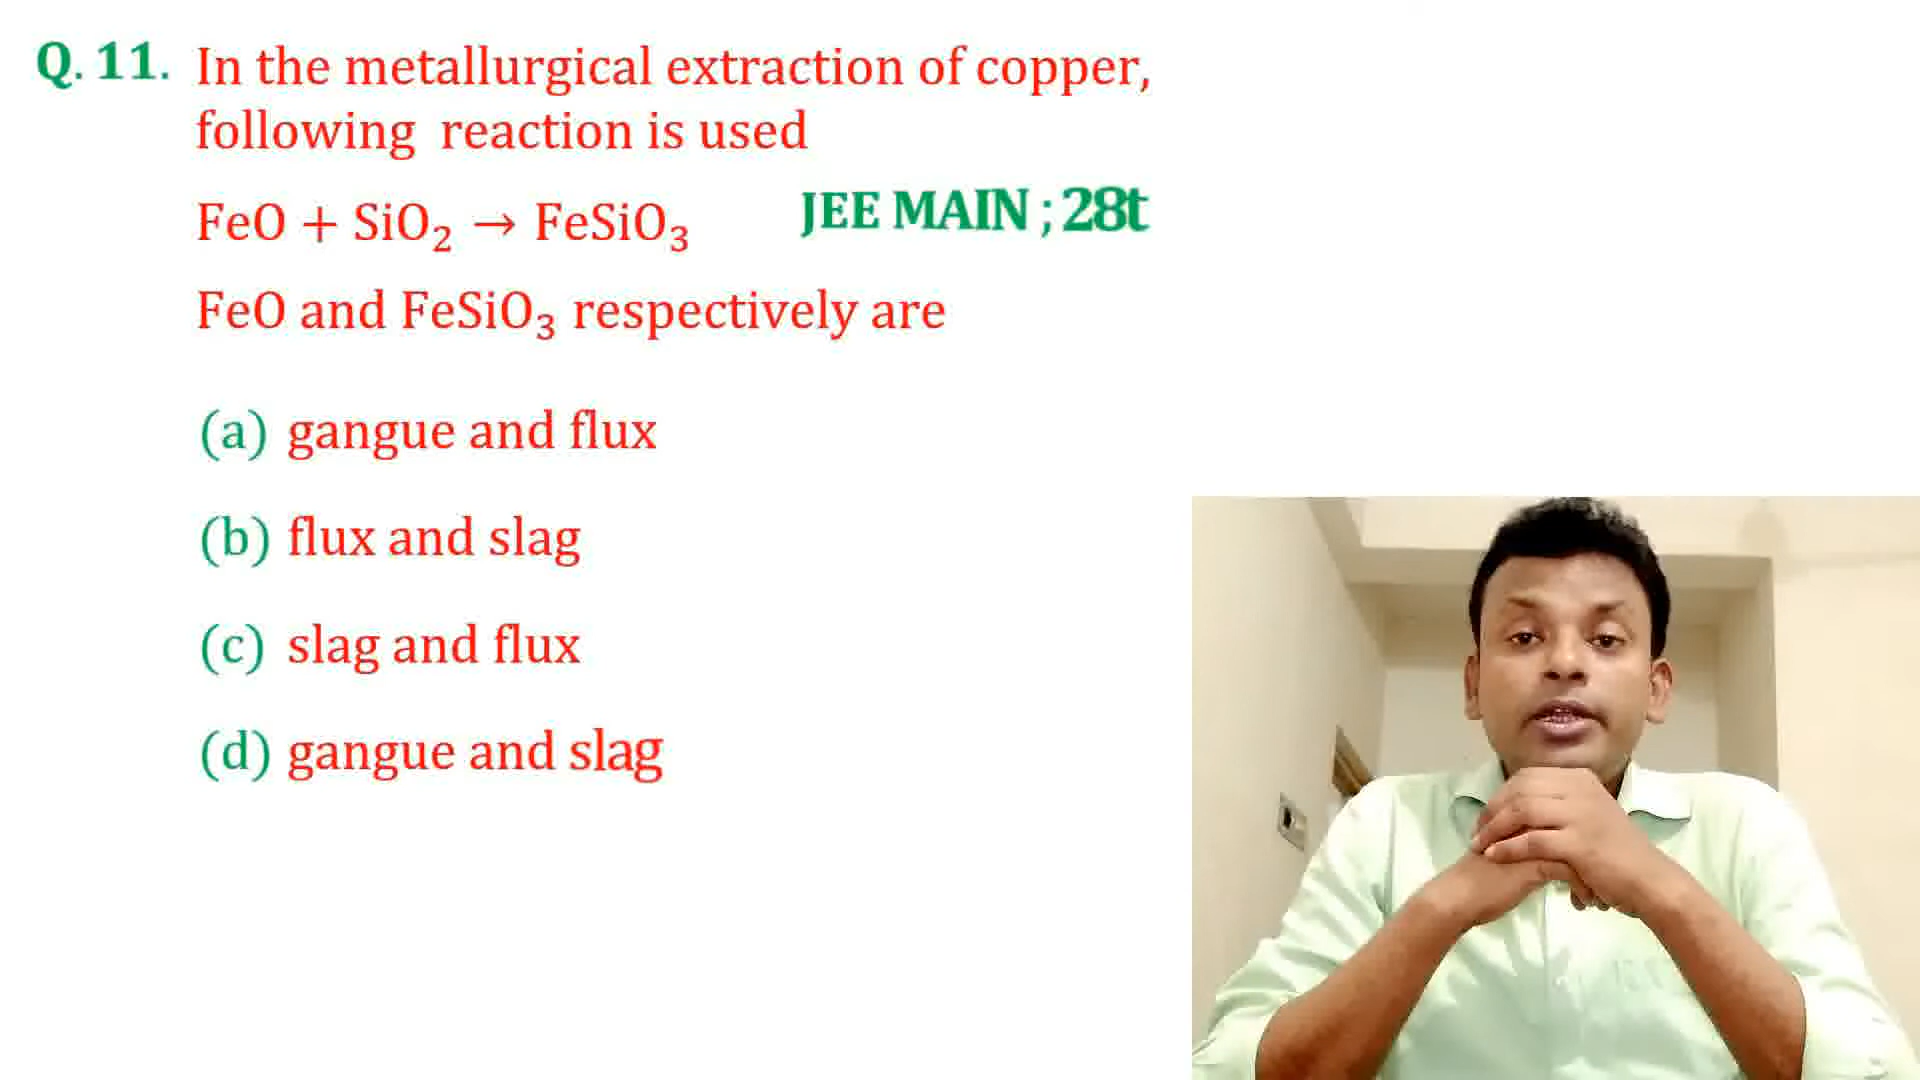 Q. 11. In the metallurgical extraction of copper,
following reaction is used
FeO + SiO₂ → FeSiO₃
JEE MAIN ; 28t
FeO and FeSiO₃ respectively are
(a) gangue and flux
(b) flux and slag
(c) slag and flux
(d) gangue and slag